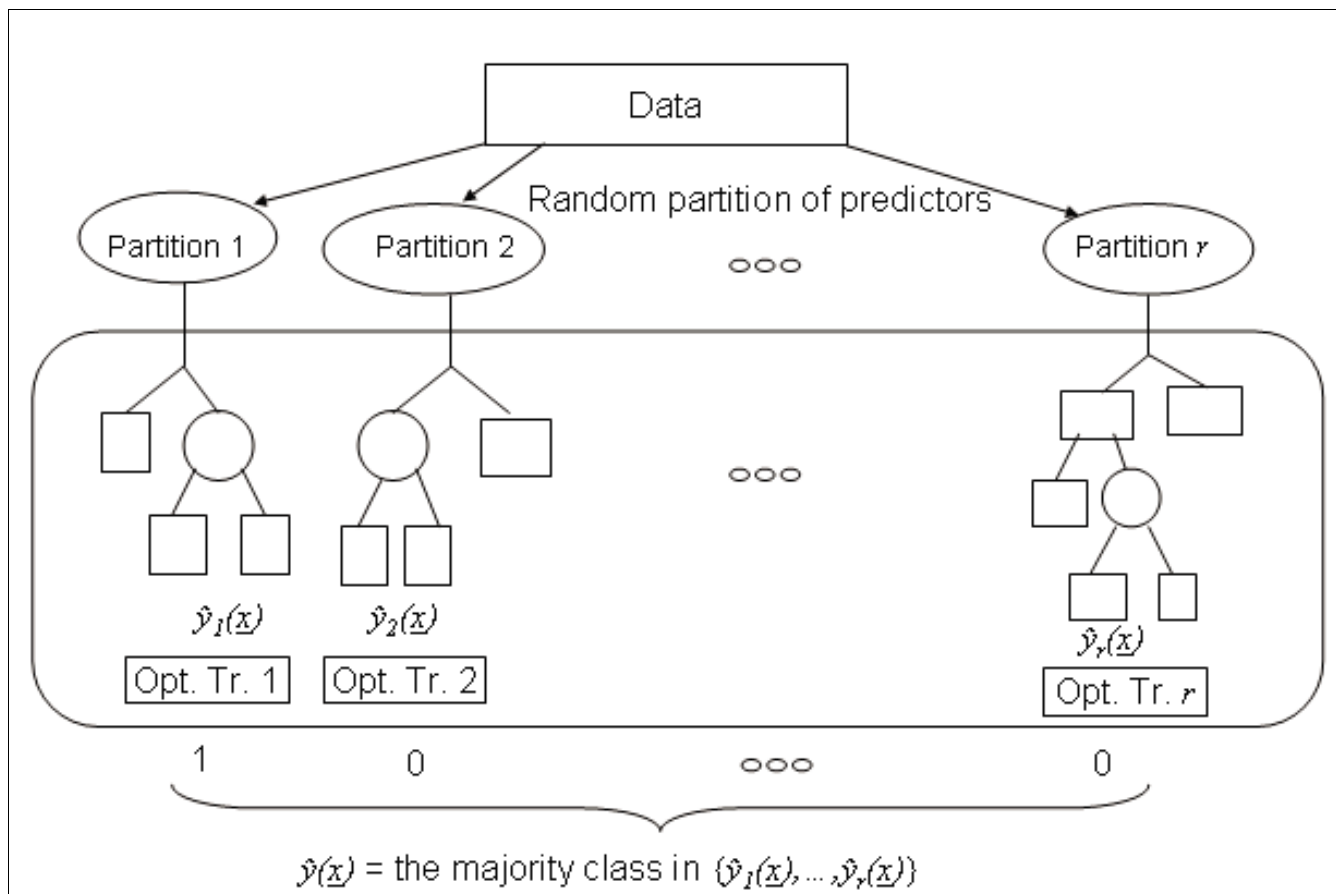 Data
Random partition of predictors
Partition 1
Partition 2
Partition r
ŷ₁(x̲)
ŷ₂(x̲)
ŷᵣ(x̲)
Opt. Tr. 1
Opt. Tr. 2
Opt. Tr. r
1
0
0
ŷ(x̲) = the majority class in {ŷ₁(x̲), ... ,ŷᵣ(x̲)}